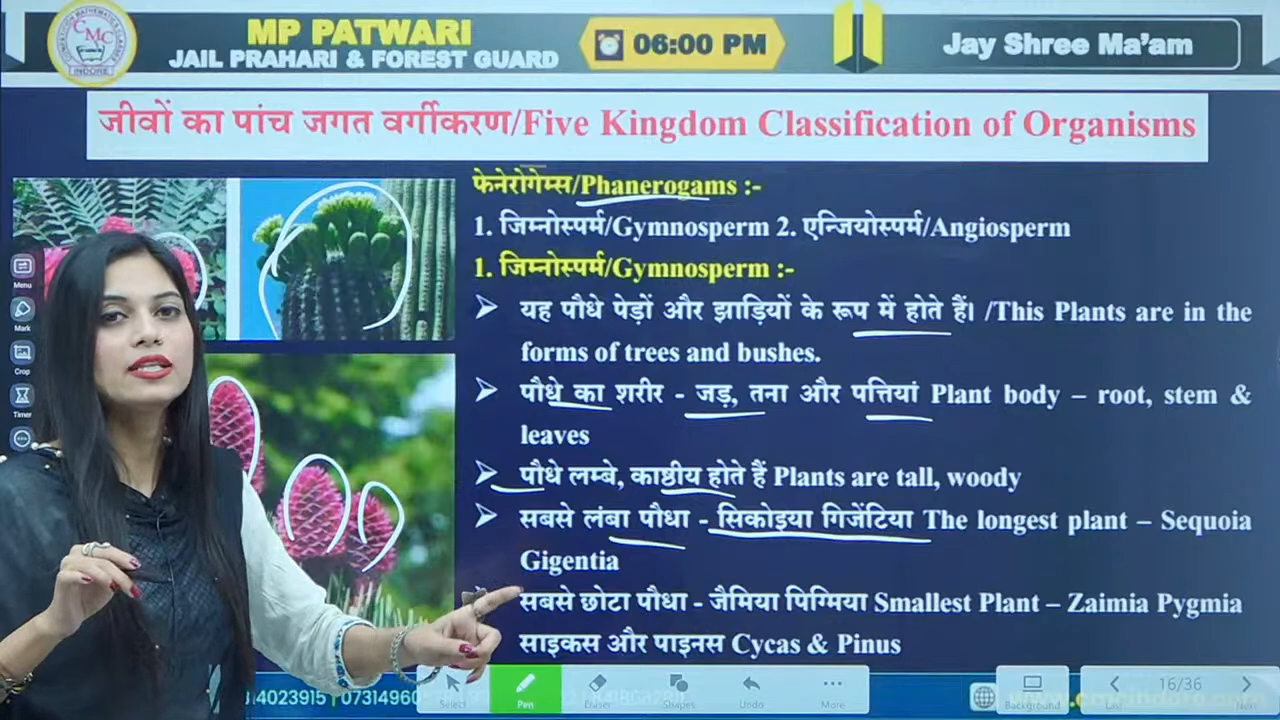 MP PATWARI
JAIL PRAHARI & FOREST GUARD
06:00 PM
Jay Shree Ma'am
CMC
INDORE
जीवों का पांच जगत वर्गीकरण/Five Kingdom Classification of Organisms
फेनेरोगेम्स/Phanerogams :-
1. जिम्नोस्पर्म/Gymnosperm 2. एन्जियोस्पर्म/Angiosperm
1. जिम्नोस्पर्म/Gymnosperm :-
यह पौधे पेड़ों और झाड़ियों के रूप में होते हैं। /This Plants are in the
forms of trees and bushes.
पौधे का शरीर - जड़, तना और पत्तियां Plant body – root, stem &
leaves
पौधे लम्बे, काष्ठीय होते हैं Plants are tall, woody
सबसे लंबा पौधा - सिकोइया गिजेंटिया The longest plant – Sequoia
Gigentia
सबसे छोटा पौधा - जैमिया पिग्मिया Smallest Plant – Zaimia Pygmia
साइकस और पाइनस Cycas & Pinus
Menu
Mark
Crop
Timer
Select
Pen
Eraser
Shapes
Undo
More
Background
16/36
Next